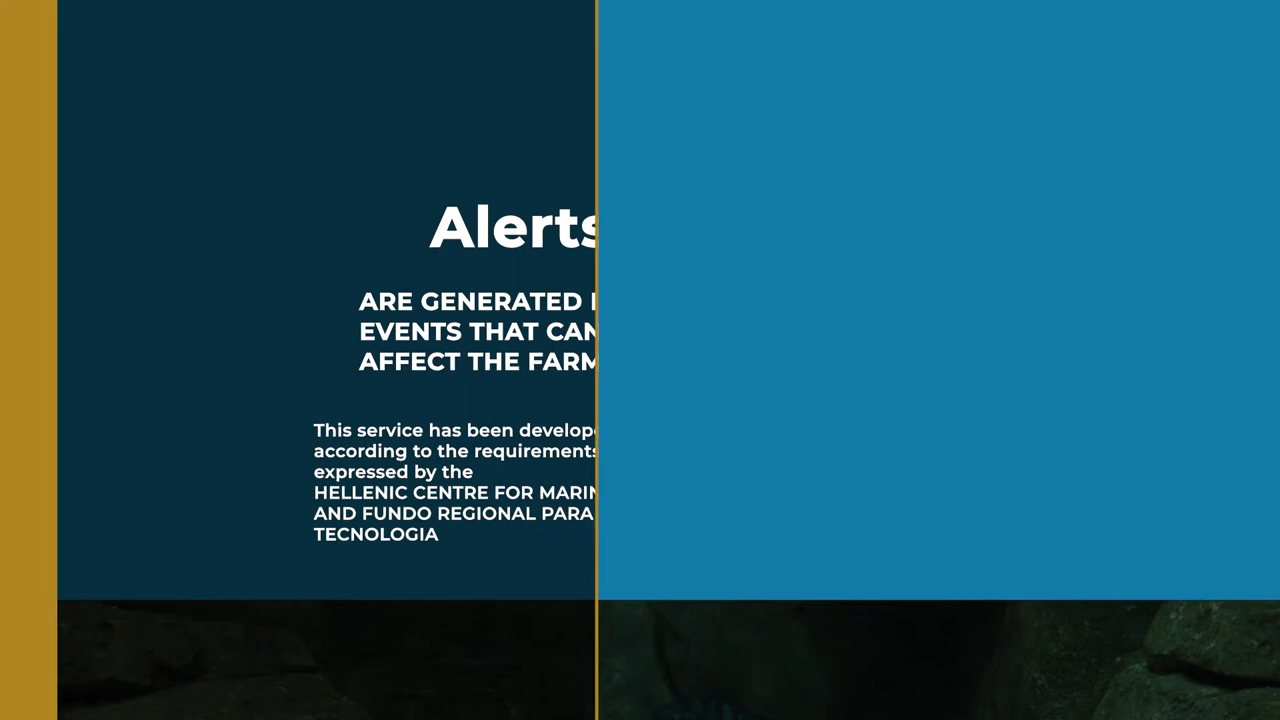 Alerts
ARE GENERATED
EVENTS THAT CAN
AFFECT THE FARM
This service has been develope
according to the requirements
expressed by the
HELLENIC CENTRE FOR MARIN
AND FUNDO REGIONAL PARA
TECNOLOGIA